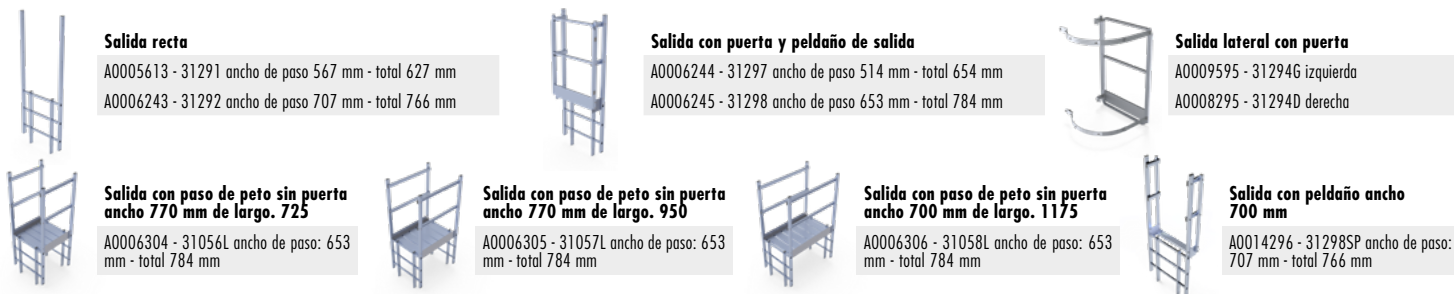 Salida recta
A0005613 - 31291 ancho de paso 567 mm - total 627 mm
A0006243 - 31292 ancho de paso 707 mm - total 766 mm
Salida con puerta y peldaño de salida
A0006244 - 31297 ancho de paso 514 mm - total 654 mm
A0006245 - 31298 ancho de paso 653 mm - total 784 mm
Salida lateral con puerta
A0009595 - 31294G izquierda
A0008295 - 31294D derecha
Salida con paso de peto sin puerta
ancho 770 mm de largo. 725
A0006304 - 31056L ancho de paso: 653
mm - total 784 mm
Salida con paso de peto sin puerta
ancho 770 mm de largo. 950
A0006305 - 31057L ancho de paso: 653
mm - total 784 mm
Salida con paso de peto sin puerta
ancho 700 mm de largo. 1175
A0006306 - 31058L ancho de paso: 653
mm - total 784 mm
Salida con peldaño ancho
700 mm
A0014296 - 31298SP ancho de paso:
707 mm - total 766 mm